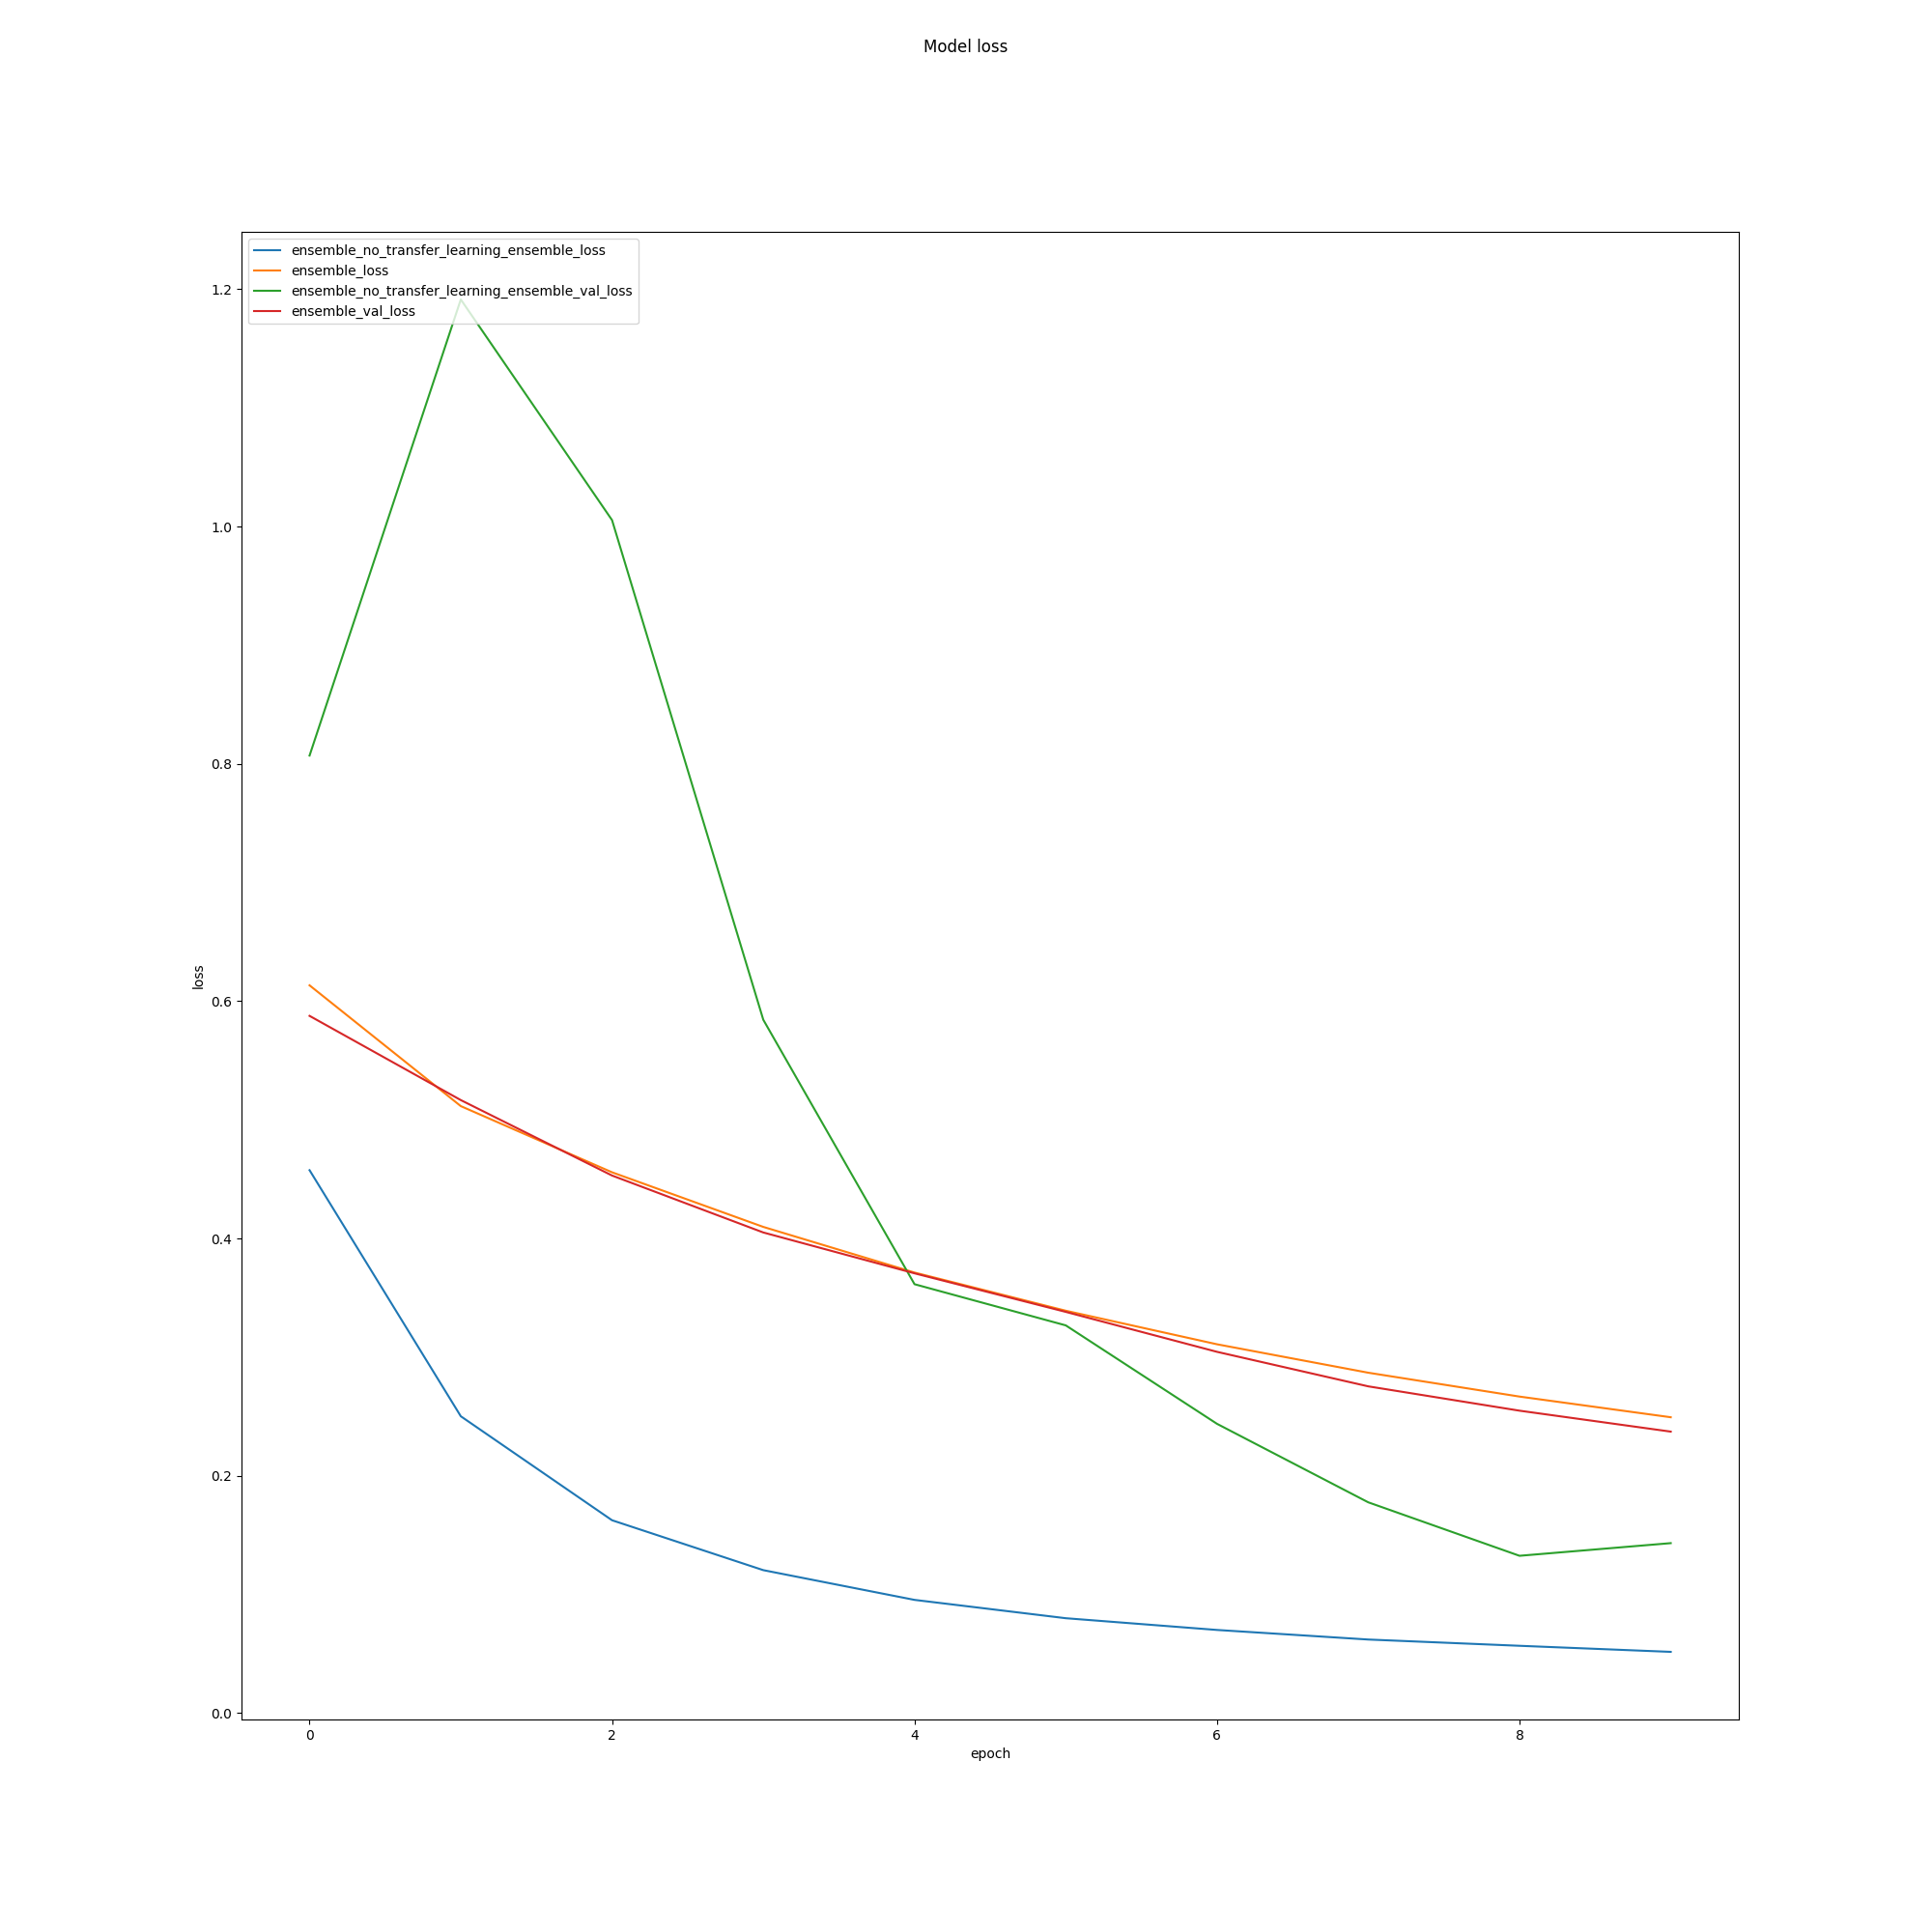 Model loss
ensemble_no_transfer_learning_ensemble_loss
ensemble_loss
ensemble_no_transfer_learning_ensemble_val_loss
ensemble_val_loss
1.2
1.0
0.8
0.6
0.4
0.2
0.0
loss
0 2 4 6 8
epoch